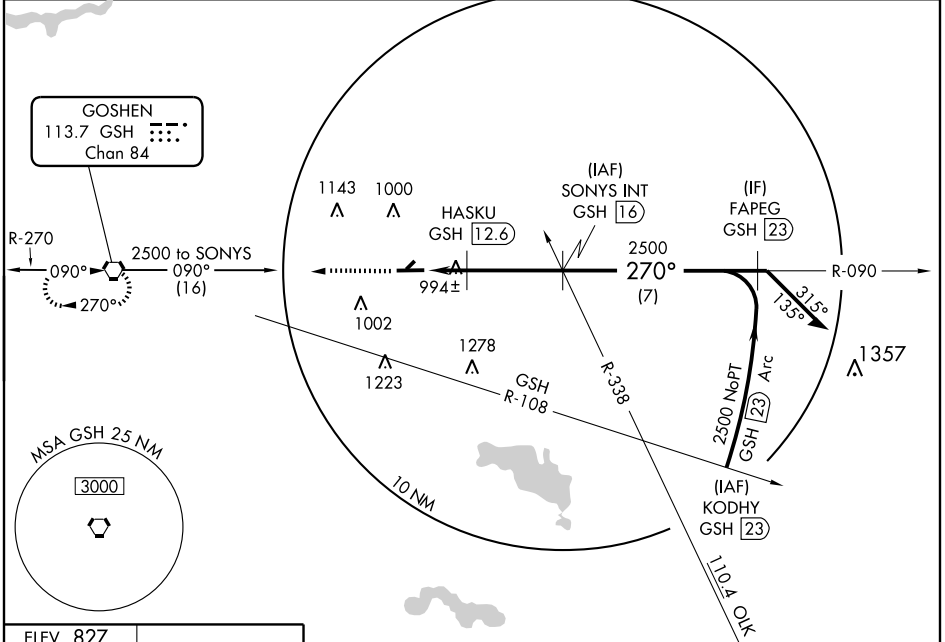 GOSHEN
113.7 GSH
Chan 84
R-270
090°
270°
2500 to SONYS
090°
(16)
1143
1000
HASKU
GSH 12.6
994±
1002
1223
1278
(IAF)
SONYS INT
GSH 16
2500
270°
(7)
(IF)
FAPEG
GSH 23
R-090
315°
135°
1357
GSH
R-108
R-338
2500 NoPT
GSH 23 Arc
(IAF)
KODHY
GSH 23
10 NM
110.4 OLK
MSA GSH 25 NM
3000
ELEV 827